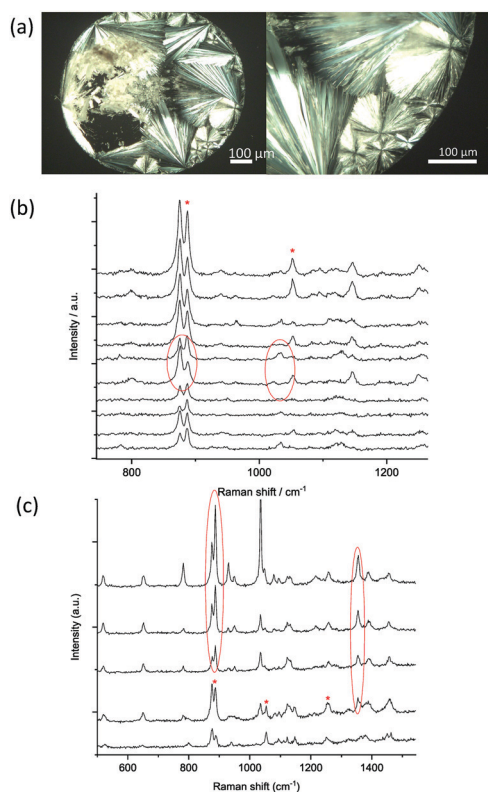 (a)
100 µm
100 µm
(b)
*
*
Intensity / a.u.
800
1000
1200
Raman shift / cm⁻¹
(c)
*
*
*
Intensity (a.u.)
600
800
1000
1200
1400
Raman shift (cm⁻¹)